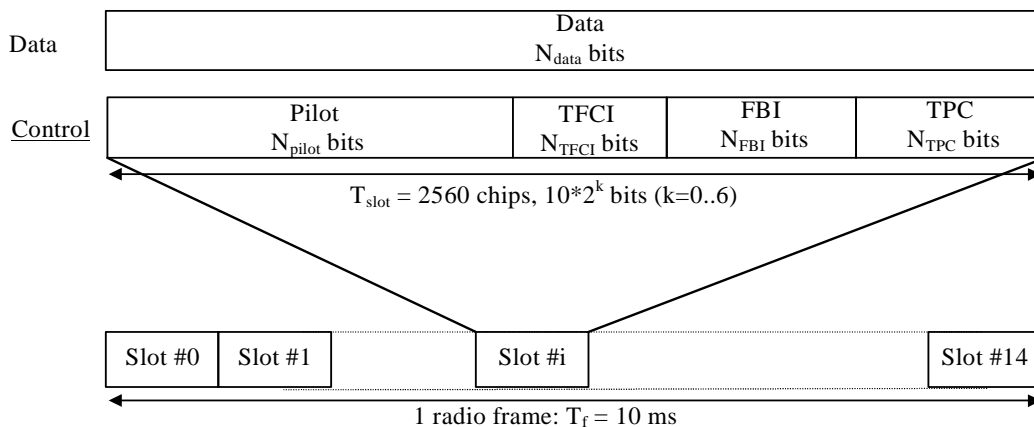 Data
Data
N_data bits
Control
Pilot
N_pilot bits
TFCI
N_TFCI bits
FBI
N_FBI bits
TPC
N_TPC bits
T_slot = 2560 chips, 10*2^k bits (k=0..6)
Slot #0
Slot #1
Slot #i
Slot #14
1 radio frame: T_f = 10 ms